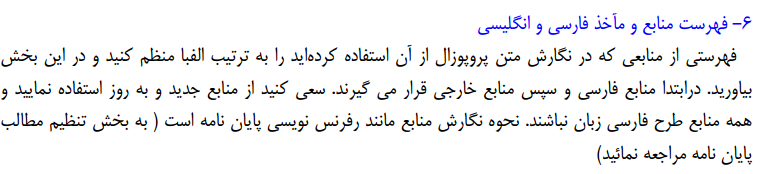 ۶- فهرست منابع و مآخذ فارسی و انگلیسی
فهرستی از منابعی که در نگارش متن پروپوزال از آن استفاده کرده‌اید را به ترتیب الفبا منظم کنید و در این بخش
بیاورید. درابتدا منابع فارسی و سپس منابع خارجی قرار می گیرند. سعی کنید از منابع جدید و به روز استفاده نمایید و
همه منابع طرح فارسی زبان نباشند. نحوه نگارش منابع مانند رفرنس نویسی پایان نامه است ( به بخش تنظیم مطالب
پایان نامه مراجعه نمائید)